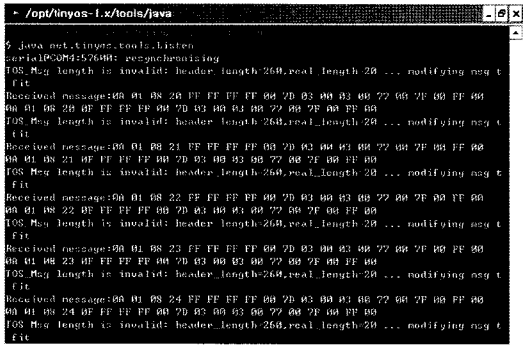 /opt/tinyos-1.x/tools/java
$ java net.tinyos.tools.Listen
serial@COM4:57600: resynchronising
TOS_Msg length is invalid: header_length=260,real_length=20 ... modifying msg t
fit
Received message:0A 01 08 20 FF FF FF FF 00 7D 03 00 03 00 77 00 7F 00 FF 00
0A 01 08 20 0F FF FF FF 00 7D 03 00 03 00 77 00 7F 00 FF 00
TOS_Msg length is invalid: header_length=260,real_length=20 ... modifying msg t
fit
Received message:0A 01 08 21 FF FF FF FF 00 7D 03 00 03 00 77 00 7F 00 FF 00
0A 01 08 21 0F FF FF FF 00 7D 03 00 03 00 77 00 7F 00 FF 00
TOS_Msg length is invalid: header_length=260,real_length=20 ... modifying msg t
fit
Received message:0A 01 08 22 FF FF FF FF 00 7D 03 00 03 00 77 00 7F 00 FF 00
0A 01 08 22 0F FF FF FF 00 7D 03 00 03 00 77 00 7F 00 FF 00
TOS_Msg length is invalid: header_length=260,real_length=20 ... modifying msg t
fit
Received message:0A 01 08 23 FF FF FF FF 00 7D 03 00 03 00 77 00 7F 00 FF 00
0A 01 08 23 0F FF FF FF 00 7D 03 00 03 00 77 00 7F 00 FF 00
TOS_Msg length is invalid: header_length=260,real_length=20 ... modifying msg t
fit
Received message:0A 01 08 24 FF FF FF FF 00 7D 03 00 03 00 77 00 7F 00 FF 00
0A 01 08 24 0F FF FF FF 00 7D 03 00 03 00 77 00 7F 00 FF 00
TOS_Msg length is invalid: header_length=260,real_length=20 ... modifying msg t
fit